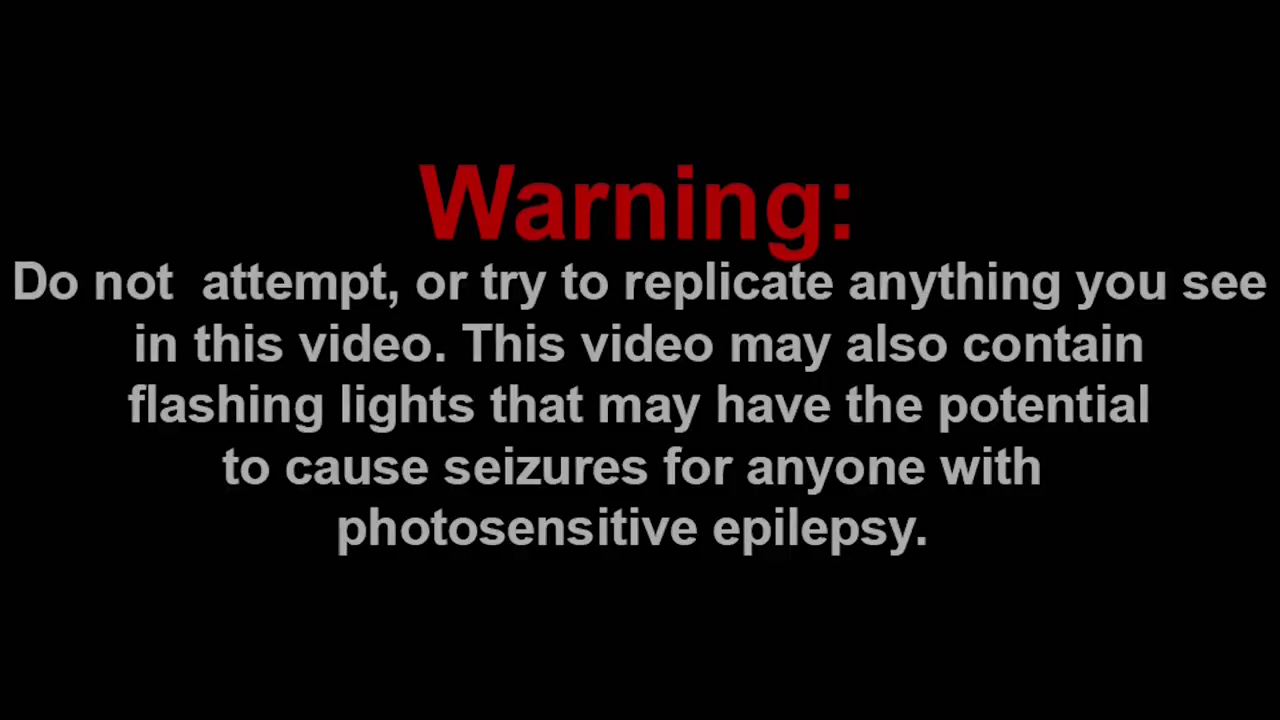 Warning:
Do not  attempt, or try to replicate anything you see
in this video. This video may also contain
flashing lights that may have the potential
to cause seizures for anyone with
photosensitive epilepsy.